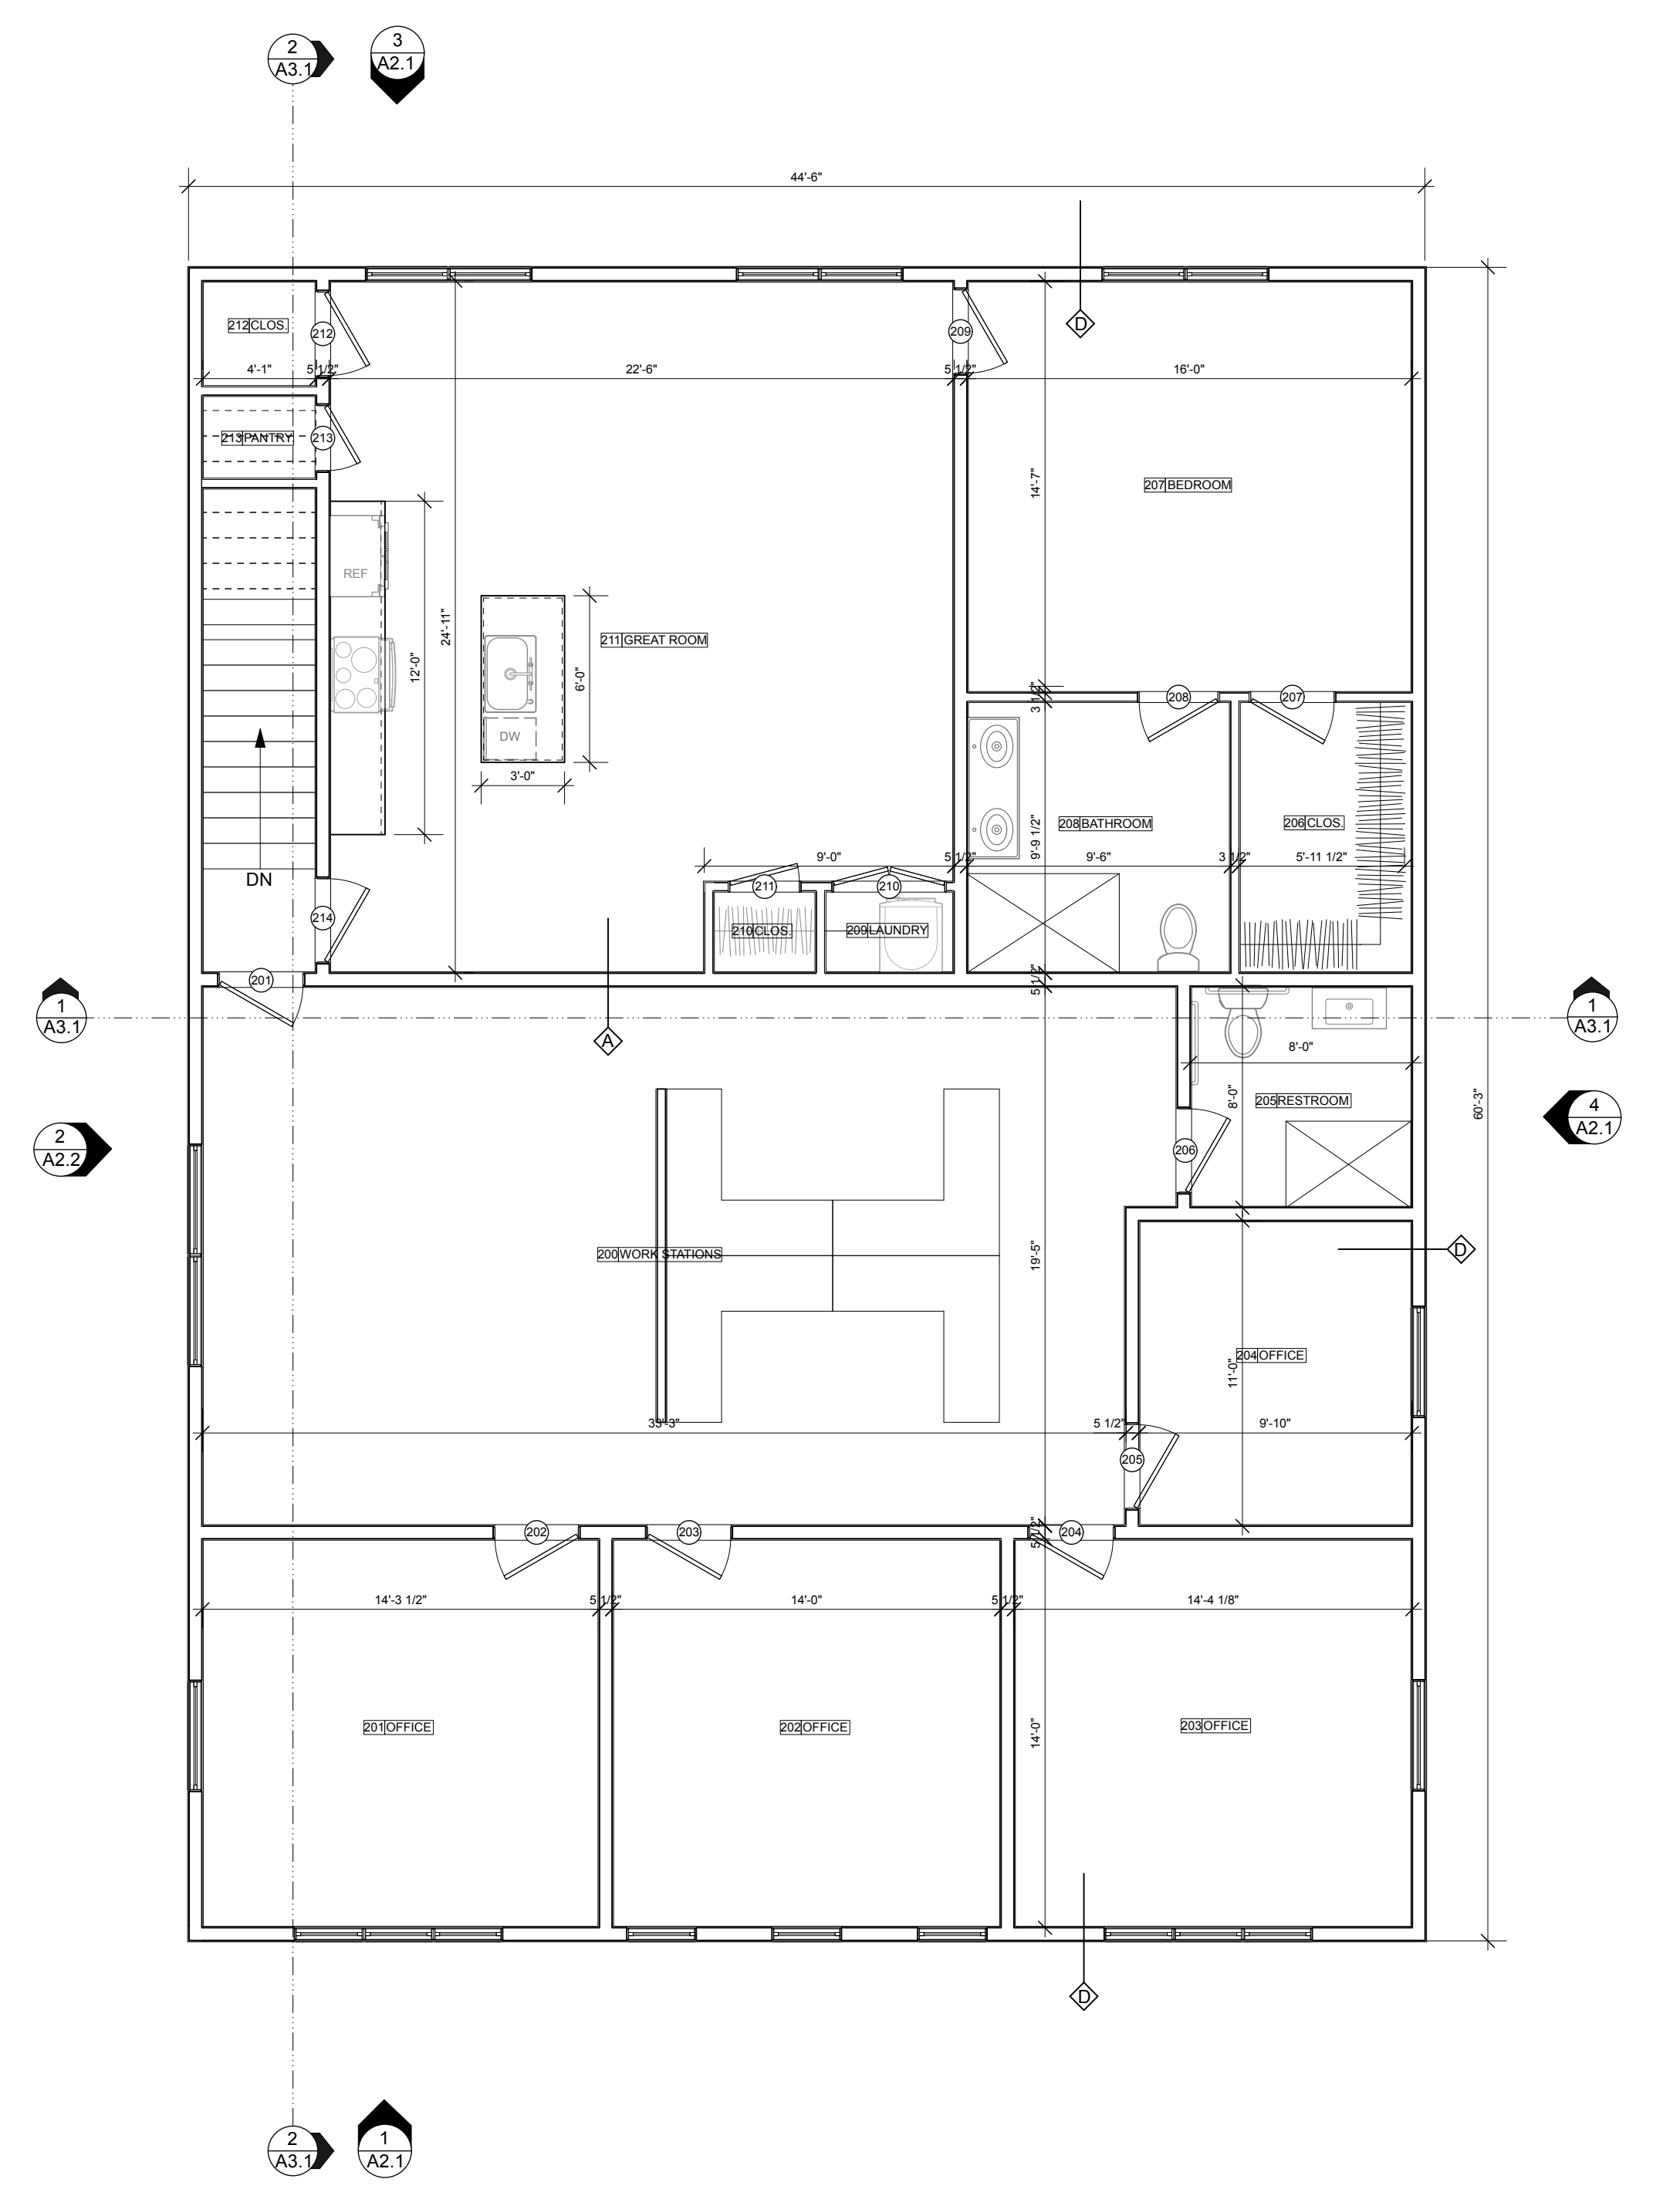 2
A3.1
3
A2.1
44'-6"
D
212 CLOS.
212
209
4'-1"
5 1/2"
22'-6"
5 1/2"
16'-0"
213 PANTRY
213
14'-7"
207 BEDROOM
REF
24'-11"
12'-0"
211 GREAT ROOM
6'-0"
DW
3'-0"
3 1/2"
208
207
9'-9 1/2"
208 BATHROOM
206 CLOS.
9'-0"
5 1/2"
9'-6"
3 1/2"
5'-11 1/2"
DN
211
210
214
210 CLOS.
209 LAUNDRY
201
5 1/2"
1
A3.1
1
A3.1
A
8'-0"
8'-0"
205 RESTROOM
60'-3"
4
A2.1
2
A2.2
206
200 WORK STATIONS
19'-5"
D
204 OFFICE
11'-0"
33'-3"
5 1/2"
9'-10"
205
202
203
5 1/2"
204
14'-3 1/2"
5 1/2"
14'-0"
5 1/2"
14'-4 1/8"
201 OFFICE
202 OFFICE
203 OFFICE
14'-0"
D
2
A3.1
1
A2.1